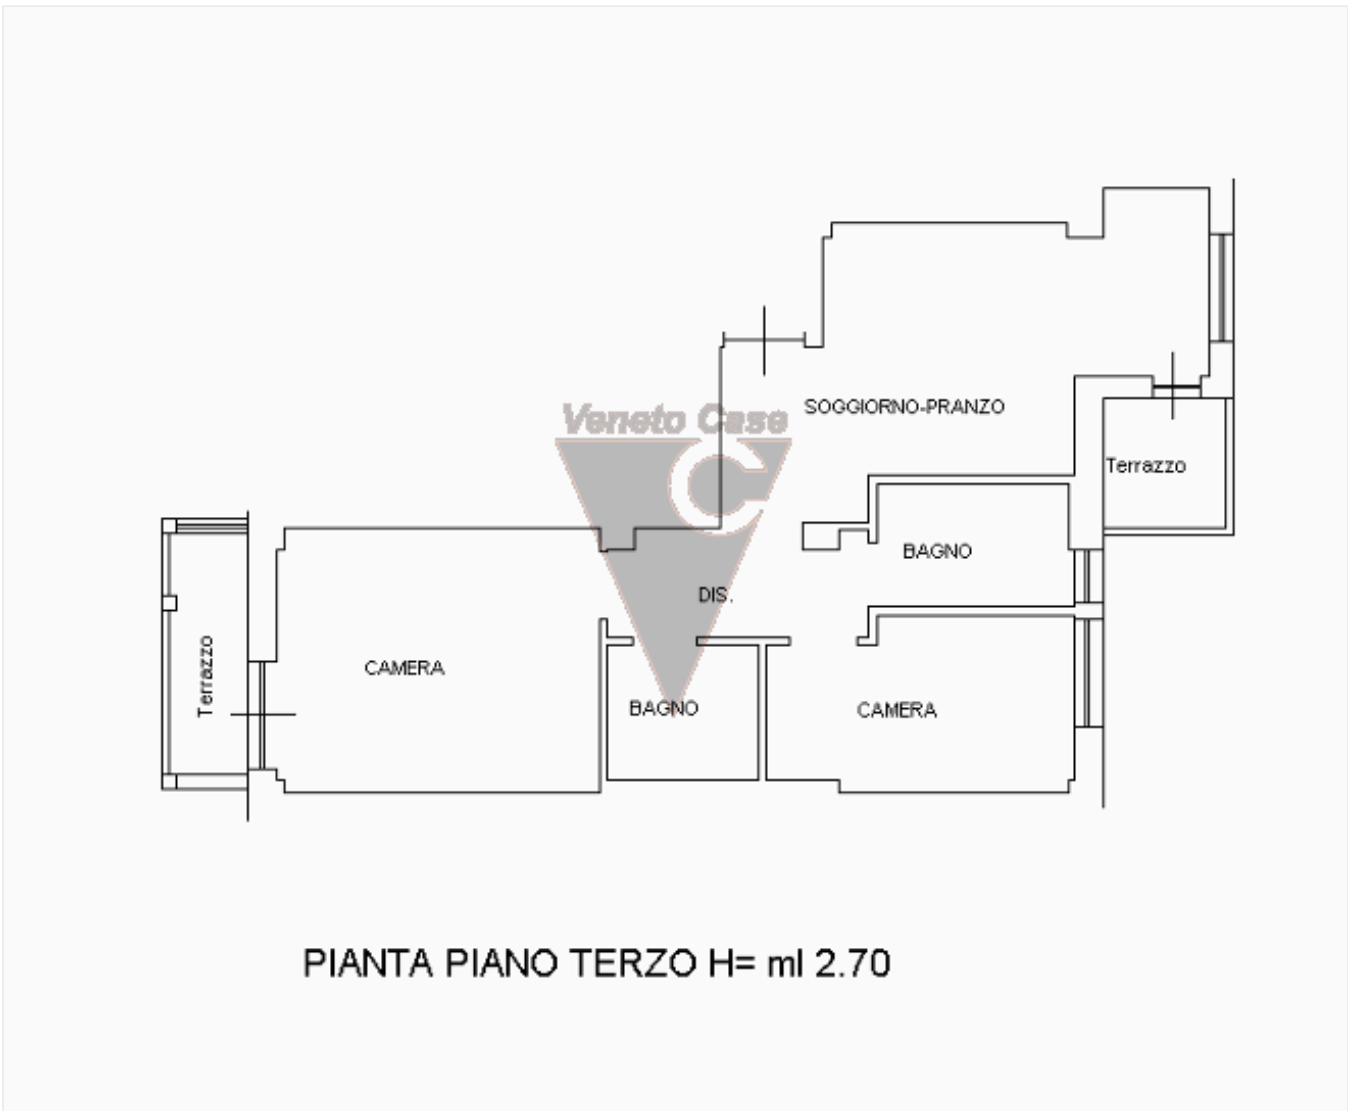 SOGGIORNO-PRANZO
Veneto Case
Terrazzo
BAGNO
DIS.
Terrazzo
CAMERA
BAGNO
CAMERA
PIANTA PIANO TERZO H= ml 2.70